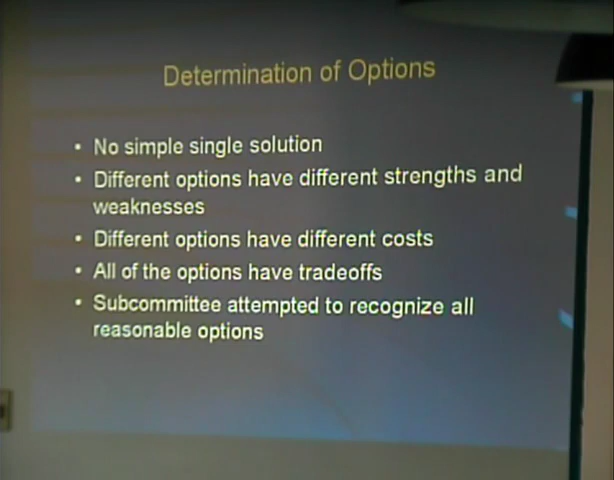 Determination of Options
• No simple single solution
• Different options have different strengths and
weaknesses
• Different options have different costs
• All of the options have tradeoffs
• Subcommittee attempted to recognize all
reasonable options